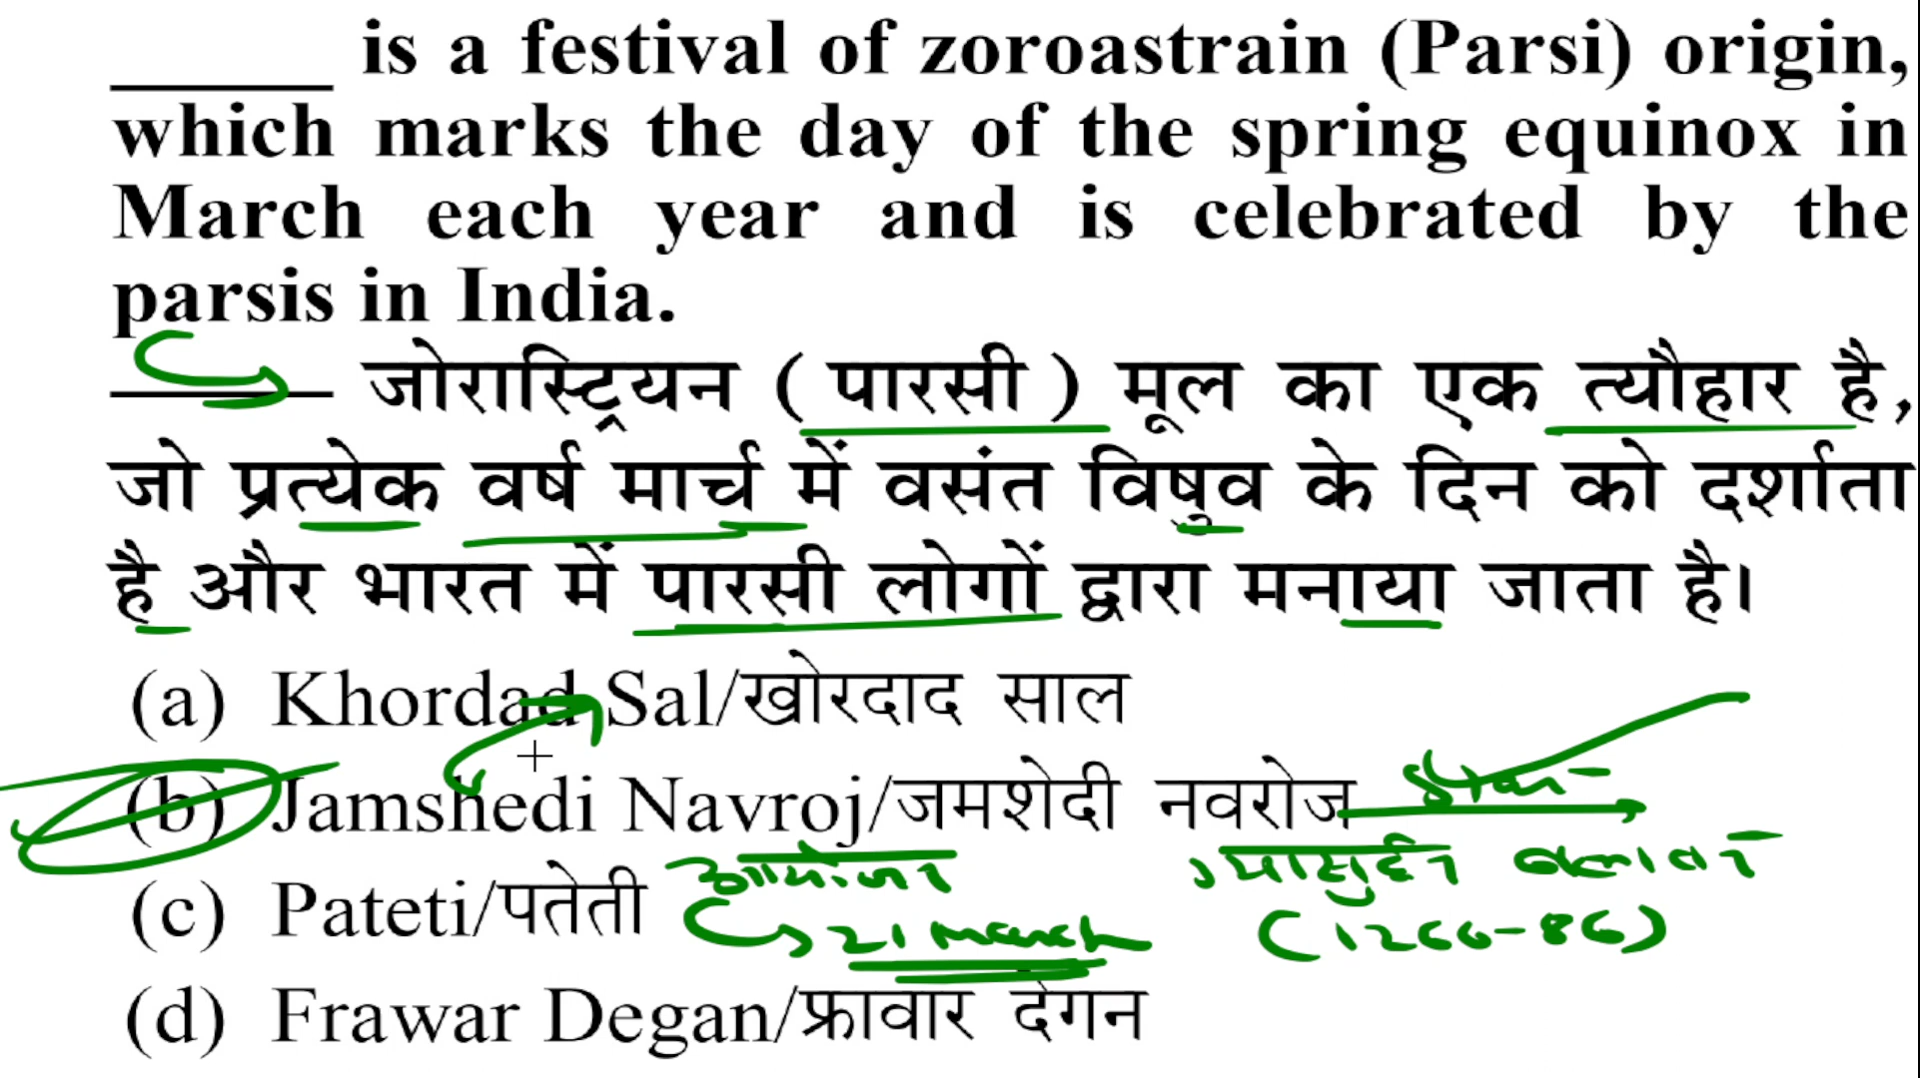 _____ is a festival of zoroastrain (Parsi) origin,
which marks the day of the spring equinox in
March each year and is celebrated by the
parsis in India.
_____ जोरास्ट्रियन (पारसी) मूल का एक त्यौहार है,
जो प्रत्येक वर्ष मार्च में वसंत विषुव के दिन को दर्शाता
है और भारत में पारसी लोगों द्वारा मनाया जाता है।
(a) Khordad Sal/खोरदाद साल
(b) Jamshedi Navroj/जमशेदी नवरोज
(c) Pateti/पतेती
21 March
(1266-86)
(d) Frawar Degan/फ्रावार देगन